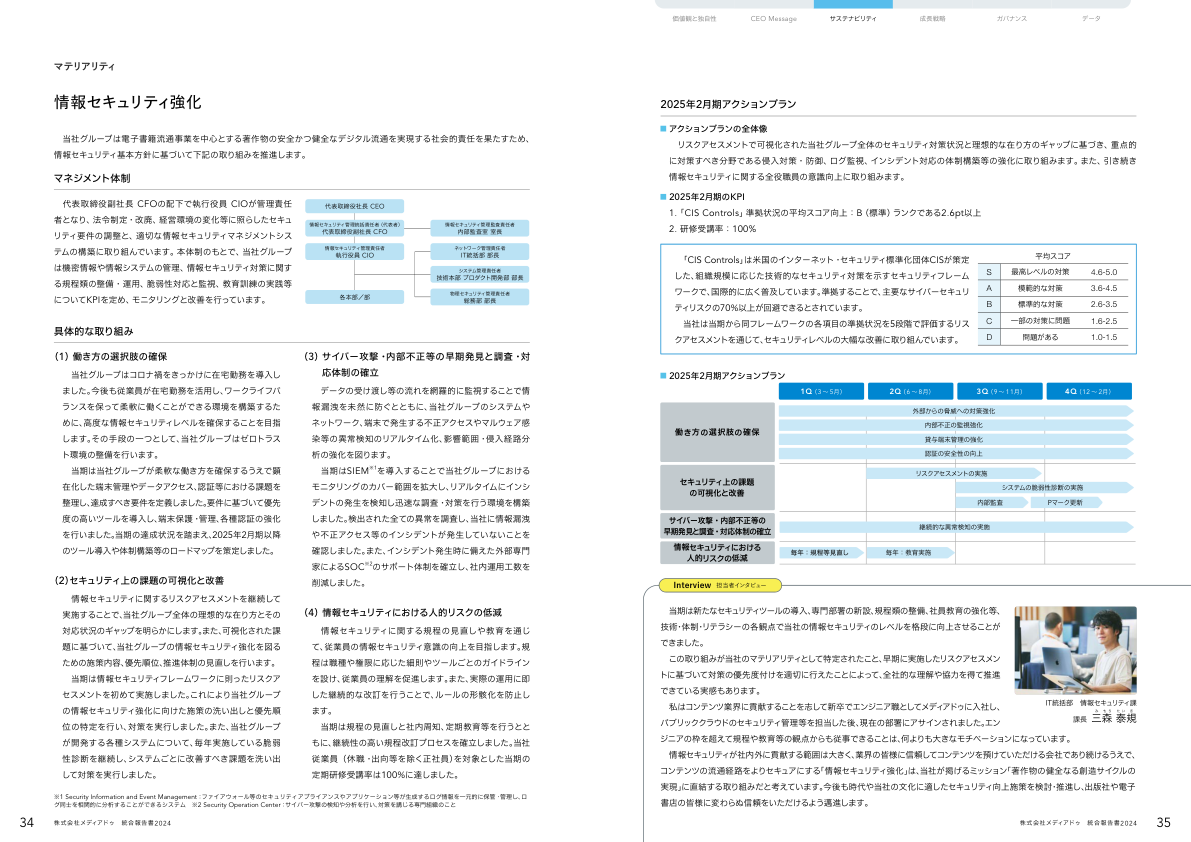 価値観と独自性
CEO Message
サステナビリティ
成長戦略
ガバナンス
データ
マテリアリティ
情報セキュリティ強化
当社グループは電子書籍流通事業を中心とする著作物の安全かつ健全なデジタル流通を実現する社会的責任を果たすため、
情報セキュリティ基本方針に基づいて下記の取り組みを推進します。
マネジメント体制
代表取締役副社長 CFOの配下で執行役員 CIOが管理責任
者となり、法令制定・改廃、経営環境の変化等に照らしたセキュ
リティ要件の調整と、適切な情報セキュリティマネジメントシス
テムの構築に取り組んでいます。本体制のもとで、当社グループ
は機密情報や情報システムの管理、情報セキュリティ対策に関す
る規程類の整備・運用、脆弱性対応と監視、教育訓練の実践等
についてKPIを定め、モニタリングと改善を行っています。
代表取締役社長 CEO
情報セキュリティ管理統括責任者（代表者）
代表取締役副社長 CFO
情報セキュリティ管理監査責任者
内部監査室 室長
情報セキュリティ管理責任者
執行役員 CIO
ネットワーク管理責任者
IT統括部 部長
システム管理責任者
技術本部 プロダクト開発部 部長
各本部／部
物理セキュリティ管理責任者
総務部 部長
具体的な取り組み
（1） 働き方の選択肢の確保
当社グループはコロナ禍をきっかけに在宅勤務を導入し
ました。今後も従業員が在宅勤務を活用し、ワークライフバ
ランスを保って柔軟に働くことができる環境を構築するた
めに、高度な情報セキュリティレベルを確保することを目指
します。その手段の一つとして、当社グループはゼロトラス
ト環境の整備を行います。
当期は当社グループが柔軟な働き方を確保するうえで顕
在化した端末管理やデータアクセス、認証等における課題を
整理し、達成すべき要件を定義しました。要件に基づいて優先
度の高いツールを導入し、端末保護・管理、各種認証の強化
を行いました。当期の達成状況を踏まえ、2025年2月期以降
のツール導入や体制構築等のロードマップを策定しました。
（2）セキュリティ上の課題の可視化と改善
情報セキュリティに関するリスクアセスメントを継続して
実施することで、当社グループ全体の理想的な在り方とその
対応状況のギャップを明らかにします。また、可視化された課
題に基づいて、当社グループの情報セキュリティ強化を図る
ための施策内容、優先順位、推進体制の見直しを行います。
当期は情報セキュリティフレームワークに則ったリスクア
セスメントを初めて実施しました。これにより当社グループ
の情報セキュリティ強化に向けた施策の洗い出しと優先順
位の特定を行い、対策を実行しました。また、当社グループ
が開発する各種システムについて、毎年実施している脆弱
性診断を継続し、システムごとに改善すべき課題を洗い出
して対策を実行しました。
（3） サイバー攻撃・内部不正等の早期発見と調査・対
応体制の確立
データの受け渡し等の流れを網羅的に監視することで情
報漏洩を未然に防ぐとともに、当社グループのシステムや
ネットワーク、端末で発生する不正アクセスやマルウェア感
染等の異常検知のリアルタイム化、影響範囲・侵入経路分
析の強化を図ります。
当期はSIEM※1を導入することで当社グループにおける
モニタリングのカバー範囲を拡大し、リアルタイムにインシ
デントの発生を検知し迅速な調査・対策を行う環境を構築
しました。検出された全ての異常を調査し、当社に情報漏洩
や不正アクセス等のインシデントが発生していないことを
確認しました。また、インシデント発生時に備えた外部専門
家によるSOC※2のサポート体制を確立し、社内運用工数を
削減しました。
（4） 情報セキュリティにおける人的リスクの低減
情報セキュリティに関する規程の見直しや教育を通じ
て、従業員の情報セキュリティ意識の向上を目指します。規
程は職種や権限に応じた細則やツールごとのガイドライン
を設け、従業員の理解を促進します。また、実際の運用に即
した継続的な改訂を行うことで、ルールの形骸化を防止し
ます。
当期は規程の見直しと社内周知、定期教育等を行うとと
もに、継続性の高い規程改訂プロセスを確立しました。当社
従業員（休職・出向等を除く正社員）を対象とした当期の
定期研修受講率は100％に達しました。
※1 Security Information and Event Management：ファイアウォール等のセキュリティアプライアンスやアプリケーション等が生成するログ情報を一元的に保管・管理し、ロ
グ同士を相関的に分析することができるシステム　※2 Security Operation Center：サイバー攻撃の検知や分析を行い、対策を講じる専門組織のこと
34
株式会社メディアドゥ　統合報告書2024
2025年2月期アクションプラン
■ アクションプランの全体像
リスクアセスメントで可視化された当社グループ全体のセキュリティ対策状況と理想的な在り方のギャップに基づき、重点的
に対策すべき分野である侵入対策・防御、ログ監視、インシデント対応の体制構築等の強化に取り組みます。また、引き続き
情報セキュリティに関する全役職員の意識向上に取り組みます。
■ 2025年2月期のKPI
1. 「CIS Controls」準拠状況の平均スコア向上：B（標準）ランクである2.6pt以上
2. 研修受講率：100％
「CIS Controls」は米国のインターネット・セキュリティ標準化団体CISが策定
した、組織規模に応じた技術的なセキュリティ対策を示すセキュリティフレーム
ワークで、国際的に広く普及しています。準拠することで、主要なサイバーセキュリ
ティリスクの70％以上が回避できるとされています。
当社は当期から同フレームワークの各項目の準拠状況を5段階で評価するリス
クアセスメントを通じて、セキュリティレベルの大幅な改善に取り組んでいます。
平均スコア
S 最高レベルの対策 4.6-5.0
A 模範的な対策 3.6-4.5
B 標準的な対策 2.6-3.5
C 一部の対策に問題 1.6-2.5
D 問題がある 1.0-1.5
■ 2025年2月期アクションプラン
1Q（3～5月）
2Q（6～8月）
3Q（9～11月）
4Q（12～2月）
働き方の選択肢の確保
外部からの脅威への対策強化
内部不正の監視強化
貸与端末管理の強化
認証の安全性の向上
セキュリティ上の課題
の可視化と改善
リスクアセスメントの実施
システムの脆弱性診断の実施
内部監査
Pマーク更新
サイバー攻撃・内部不正等の
早期発見と調査・対応体制の確立
継続的な異常検知の実施
情報セキュリティにおける
人的リスクの低減
毎年：規程等見直し
毎年：教育実施
Interview 担当者インタビュー
当期は新たなセキュリティツールの導入、専門部署の新設、規程類の整備、社員教育の強化等、
技術・体制・リテラシーの各観点で当社の情報セキュリティのレベルを格段に向上させることが
できました。
この取り組みが当社のマテリアリティとして特定されたこと、早期に実施したリスクアセスメン
トに基づいて対策の優先度付けを適切に行えたことによって、全社的な理解や協力を得て推進
できている実感もあります。
私はコンテンツ業界に貢献することを志して新卒でエンジニア職としてメディアドゥに入社し、
パブリッククラウドのセキュリティ管理等を担当した後、現在の部署にアサインされました。エン
ジニアの枠を超えて規程や教育等の観点からも従事できることは、何よりも大きなモチベーションになっています。
情報セキュリティが社内外に貢献する範囲は大きく、業界の皆様に信頼してコンテンツを預けていただける会社であり続けるうえで、
コンテンツの流通経路をよりセキュアにする「情報セキュリティ強化」は、当社が掲げるミッション「著作物の健全なる創造サイクルの
実現」に直結する取り組みだと考えています。今後も時代や当社の文化に適したセキュリティ向上施策を検討・推進し、出版社や電子
書店の皆様に変わらぬ信頼をいただけるよう邁進します。
IT統括部　情報セキュリティ課
課長 三森 泰規
株式会社メディアドゥ　統合報告書2024
35